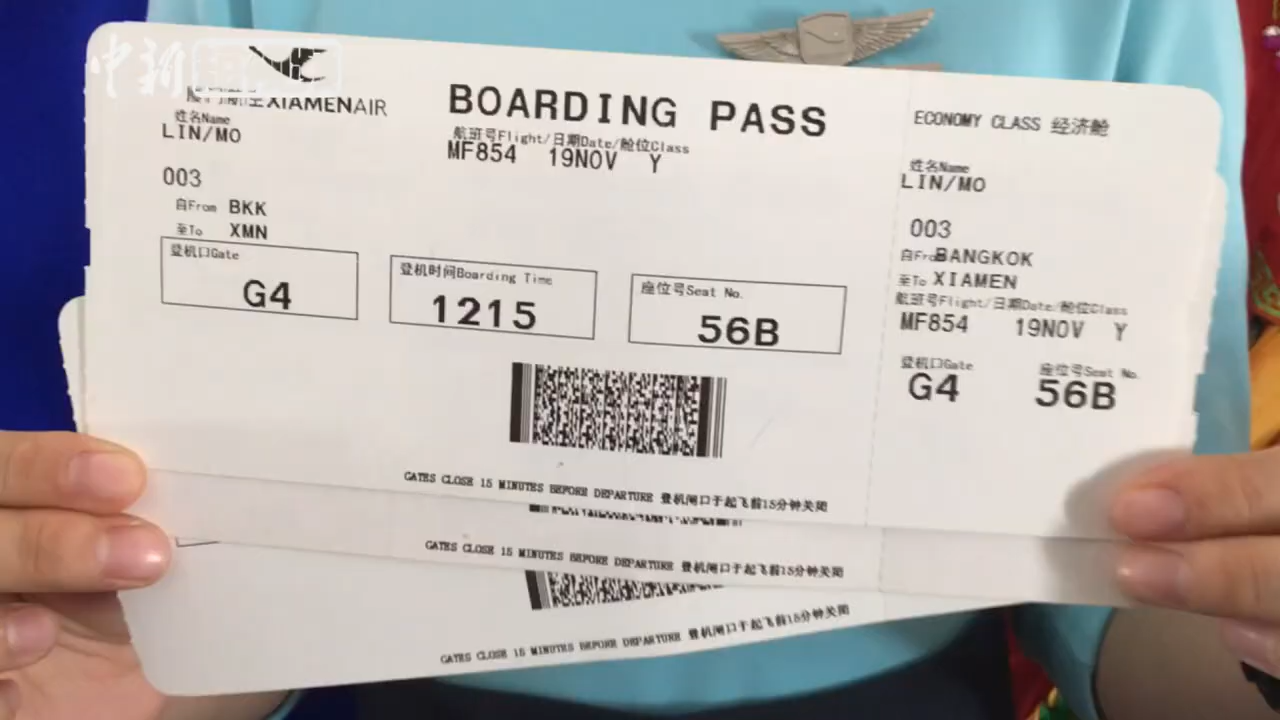 中新
XIAMENAIR
BOARDING PASS
ECONOMY CLASS 经济舱
姓名Name
LIN/MO
航班号Flight/日期Date/舱位Class
MF854 19NOV Y
003
自From BKK
至To XMN
登机口Gate
G4
登机时间Boarding Time
1215
座位号Seat No.
56B
姓名Name
LIN/MO
003
自From BANGKOK
至To XIAMEN
航班号Flight/日期Date/舱位Class
MF854 19NOV Y
登机口Gate 座位号Seat No.
G4 56B
GATES CLOSE 15 MINUTES BEFORE DEPARTURE 登机闸口于起飞前15分钟关闭
GATES CLOSE 15 MINUTES BEFORE DEPARTURE 登机闸口于起飞前15分钟关闭
GATES CLOSE 15 MINUTES BEFORE DEPARTURE 登机闸口于起飞前15分钟关闭